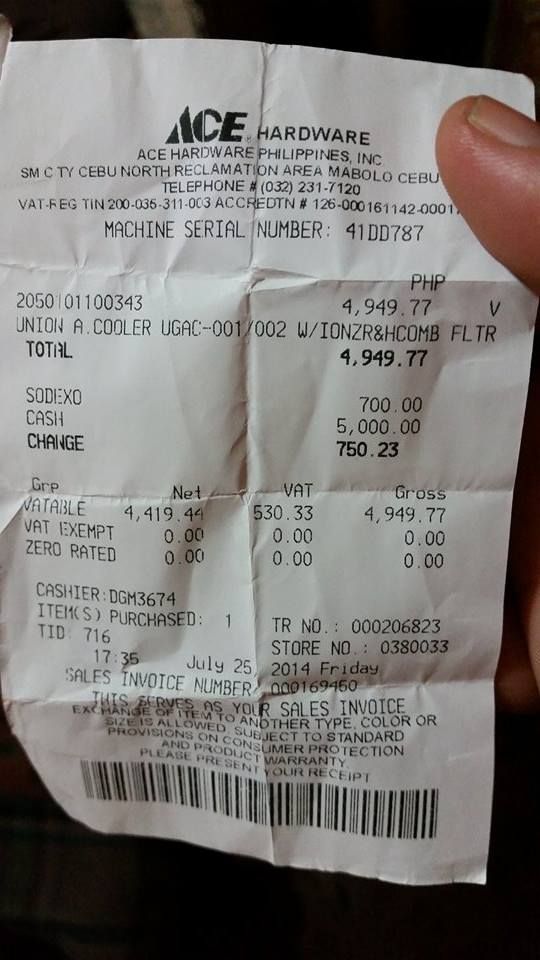 ACE HARDWARE
ACE HARDWARE PHILIPPINES, INC
SM C TY CEBU NORTH RECLAMATION AREA MABOLO CEBU
TELEPHONE # (032) 231-7120
VAT-REG TIN 200-035-311-003 ACCREDTN # 126-000161142-0001
MACHINE SERIAL NUMBER: 41DD787
PHP
2050101100343 4,949.77 V
UNION A.COOLER UGAC-001/002 W/IONZR&HCOMB FLTR
TOTAL 4,949.77
SODEXO 700.00
CASH 5,000.00
CHANGE 750.23
Grp Net VAT Gross
VATABLE 4,419.44 530.33 4,949.77
VAT EXEMPT 0.00 0.00 0.00
ZERO RATED 0.00 0.00 0.00
CASHIER:DGM3674
ITEM(S) PURCHASED: 1 TR NO.: 000206823
TID: 716 STORE NO.: 0380033
17:35 July 25, 2014 Friday
SALES INVOICE NUMBER 000169460
THIS SERVES AS YOUR SALES INVOICE
EXCHANGE OF ITEM TO ANOTHER TYPE, COLOR OR
SIZE IS ALLOWED, SUBJECT TO STANDARD
PROVISIONS ON CONSUMER PROTECTION
AND PRODUCT WARRANTY.
PLEASE PRESENT YOUR RECEIPT